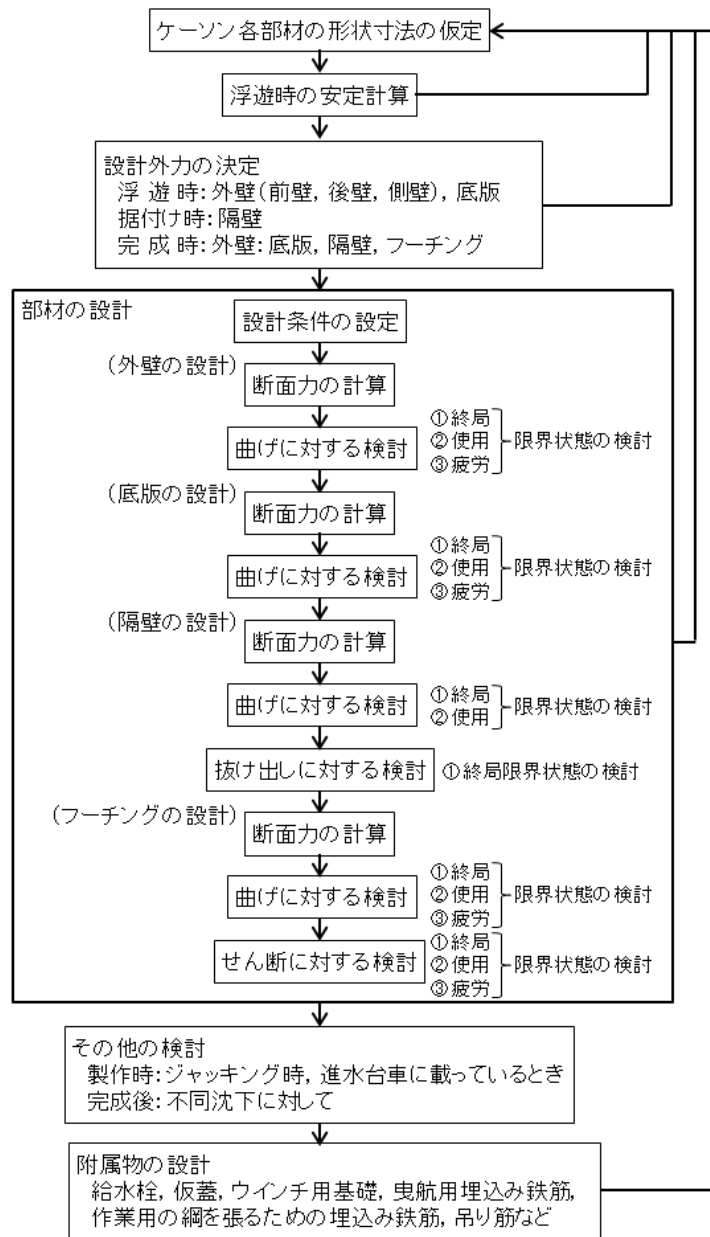 ケーソン各部材の形状寸法の仮定
浮遊時の安定計算
設計外力の決定
浮 遊 時：外壁(前壁, 後壁, 側壁), 底版
据付け時：隔壁
完 成 時：外壁：底版, 隔壁, フーチング
部材の設計
設計条件の設定
(外壁の設計)
断面力の計算
曲げに対する検討
①終局
②使用
③疲労
限界状態の検討
(底版の設計)
断面力の計算
曲げに対する検討
①終局
②使用
③疲労
限界状態の検討
(隔壁の設計)
断面力の計算
曲げに対する検討
①終局
②使用
限界状態の検討
抜け出しに対する検討
①終局限界状態の検討
(フーチングの設計)
断面力の計算
曲げに対する検討
①終局
②使用
③疲労
限界状態の検討
せん断に対する検討
①終局
②使用
③疲労
限界状態の検討
その他の検討
製作時：ジャッキング時, 進水台車に載っているとき
完成後：不同沈下に対して
附属物の設計
給水栓, 仮蓋, ウインチ用基礎, 曳航用埋込み鉄筋,
作業用の綱を張るための埋込み鉄筋, 吊り筋など